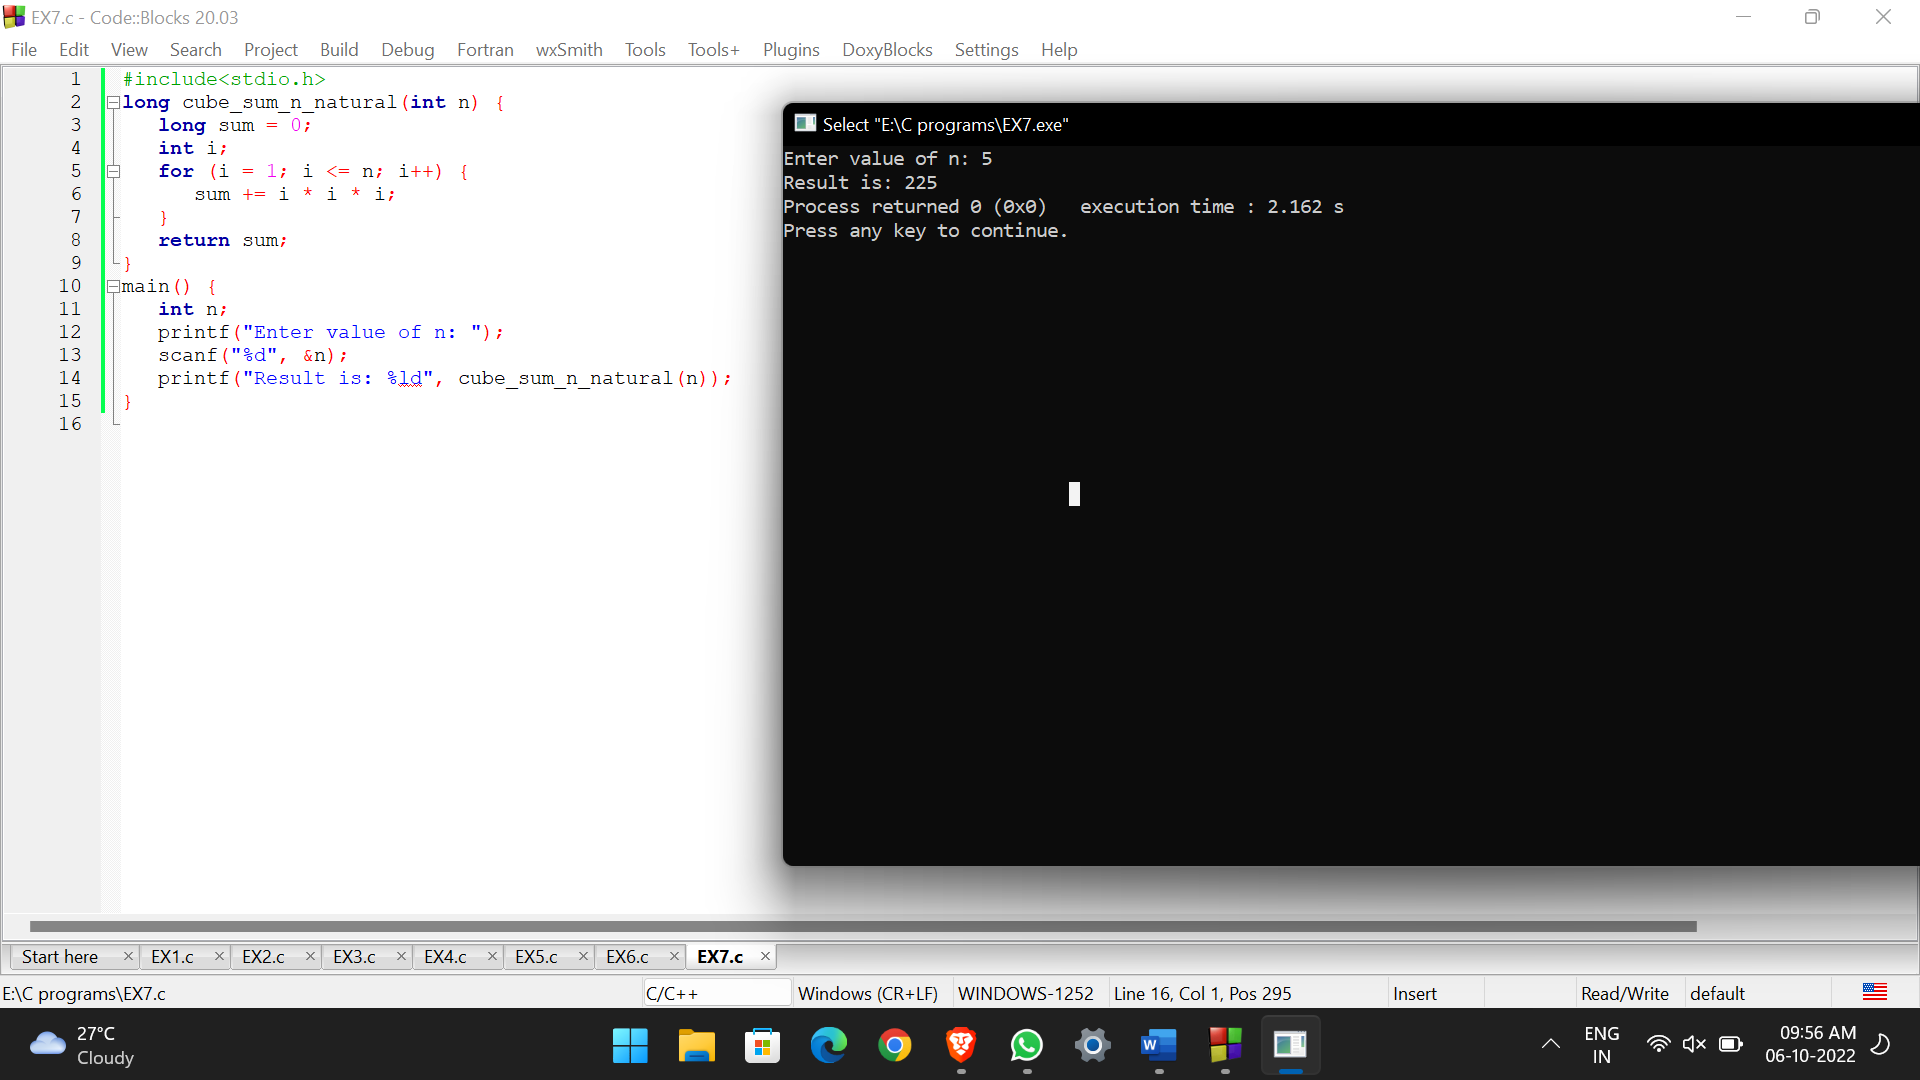 EX7.c - Code::Blocks 20.03
File Edit View Search Project Build Debug Fortran wxSmith Tools Tools+ Plugins DoxyBlocks Settings Help
1 #include<stdio.h>
2 long cube_sum_n_natural(int n) {
3 long sum = 0;
4 int i;
5 for (i = 1; i <= n; i++) {
6 sum += i * i * i;
7 }
8 return sum;
9 }
10 main() {
11 int n;
12 printf("Enter value of n: ");
13 scanf("%d", &n);
14 printf("Result is: %ld", cube_sum_n_natural(n));
15 }
16
Select "E:\C programs\EX7.exe"
Enter value of n: 5
Result is: 225
Process returned 0 (0x0)   execution time : 2.162 s
Press any key to continue.
Start here EX1.c EX2.c EX3.c EX4.c EX5.c EX6.c EX7.c
E:\C programs\EX7.c C/C++ Windows (CR+LF) WINDOWS-1252 Line 16, Col 1, Pos 295 Insert Read/Write default
27°C
Cloudy
W
ENG
IN
09:56 AM
06-10-2022